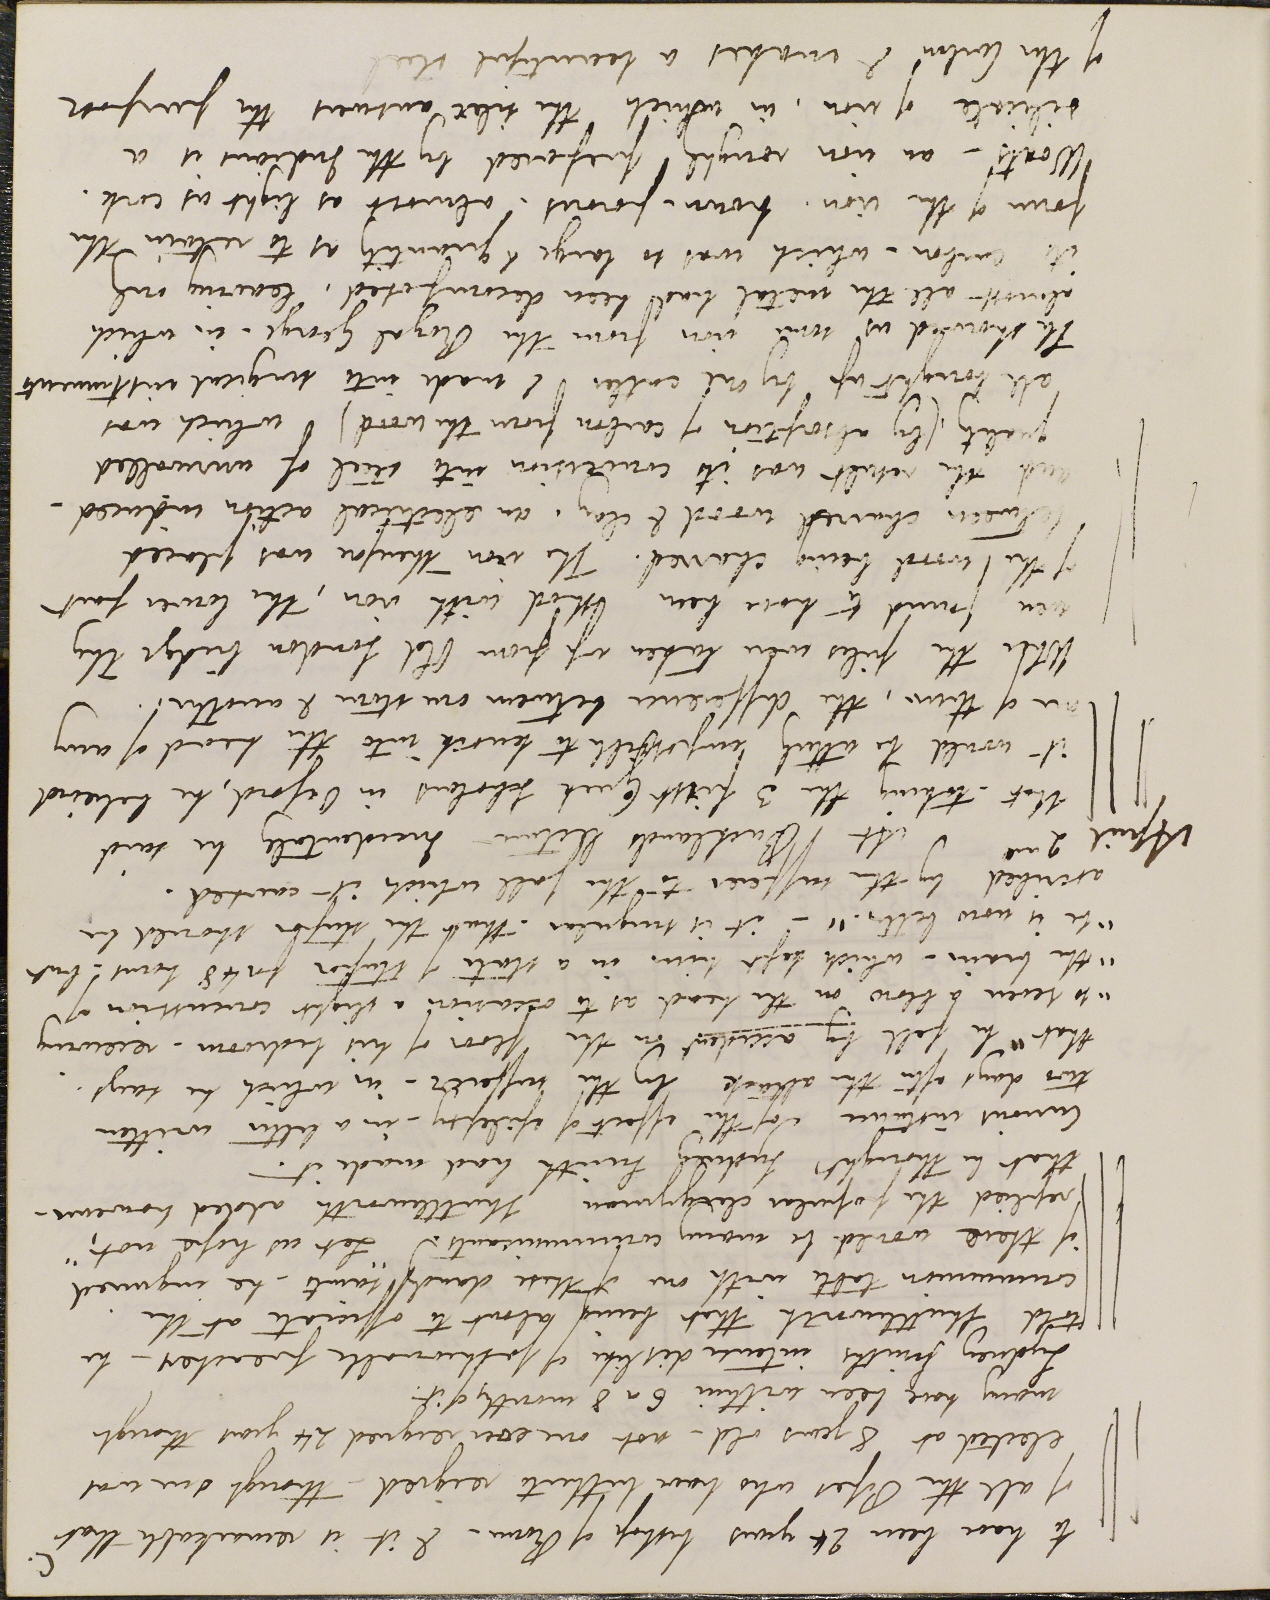 C.
to have been 24 years bishop of Rome - & it is remarkable that
of all the Popes who have hitherto reigned - though one was
elected at 8 years old - not one ever reigned 24 years though
many have been within 6 or 8 months of it.
Sydney Smiths intense dislike of fashionable preachers - he
told Shuttleworth that being about to officiate at the
communion table with one of these dandy saints - he inquired
if there would be many communicants. "Let us hope not,"
replied the popular clergyman Shuttleworth added however -
that he thought Sydney Smith had made it.
Curious instance of the effect of epilepsy - in a letter written
two days after the attack by the sufferer - in which he says.
that "he fell by accident on the floor of his bedroom - receiving
"so severe a blow on the head as to occasion a slight concussion of
"the brain - which kept him in a state of stupor for 48 hours - but
"he is now better." - it is singular - that the stupor should be
ascribed by the sufferer to the fall which it caused.
April 2nd At Bucklands lecture Incidentally he said
that - taking the 3 first Greek Scholars in Oxford, he believed
it would be utterly impossible to knock into the head of any
one of them, the difference between one stone & another!.
When the piles were taken up from Old London bridge they
were found to have been shod with iron, the lower part
of the wood being charred. The iron therefore was placed
between charred wood & clay. an electrical action induced -
and the result was its conversion into steel of unrivalled
quality, (by absorption of carbon from the wood) which was
all bought up by one cutler & made into surgical instruments
He showed us some iron from the Royal George - in which
almost all the metal had been decomposed, leaving only
its carbon - which was so large a quantity as to retain the
form of the iron. brown - porous - almost as light as cork.
Woats - an iron roughly prepared by the Indians is a
silicate of iron, in which the silex answers the purpose
of the Carbon & makes a beautiful steel